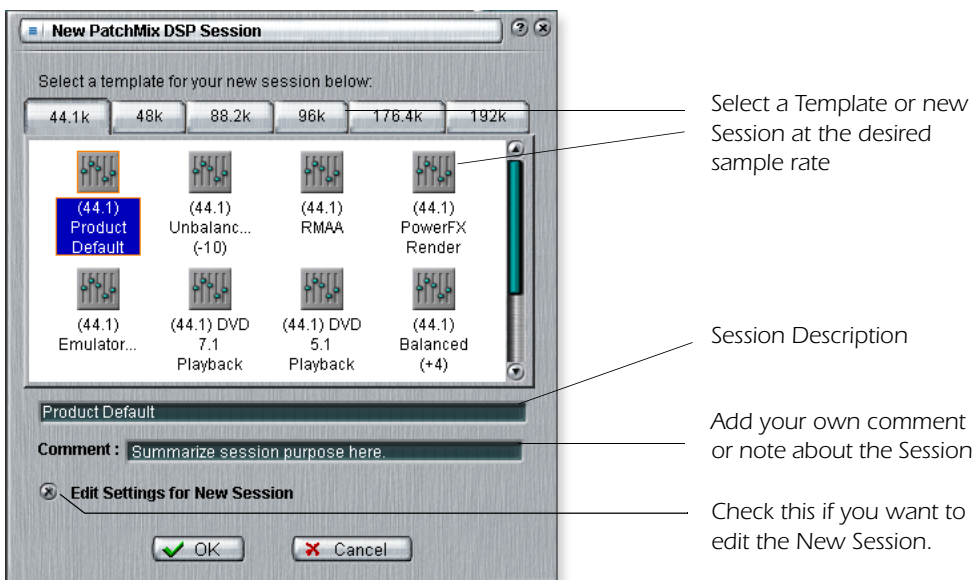 New PatchMix DSP Session
Select a template for your new session below:
44.1k 48k 88.2k 96k 176.4k 192k
(44.1) Product Default
(44.1) Unbalanc... (-10)
(44.1) RMAA
(44.1) PowerFX Render
(44.1) Emulator...
(44.1) DVD 7.1 Playback
(44.1) DVD 5.1 Playback
(44.1) Balanced (+4)
Product Default
Comment : Summarize session purpose here.
Edit Settings for New Session
OK Cancel
Select a Template or new
Session at the desired
sample rate
Session Description
Add your own comment
or note about the Session
Check this if you want to
edit the New Session.